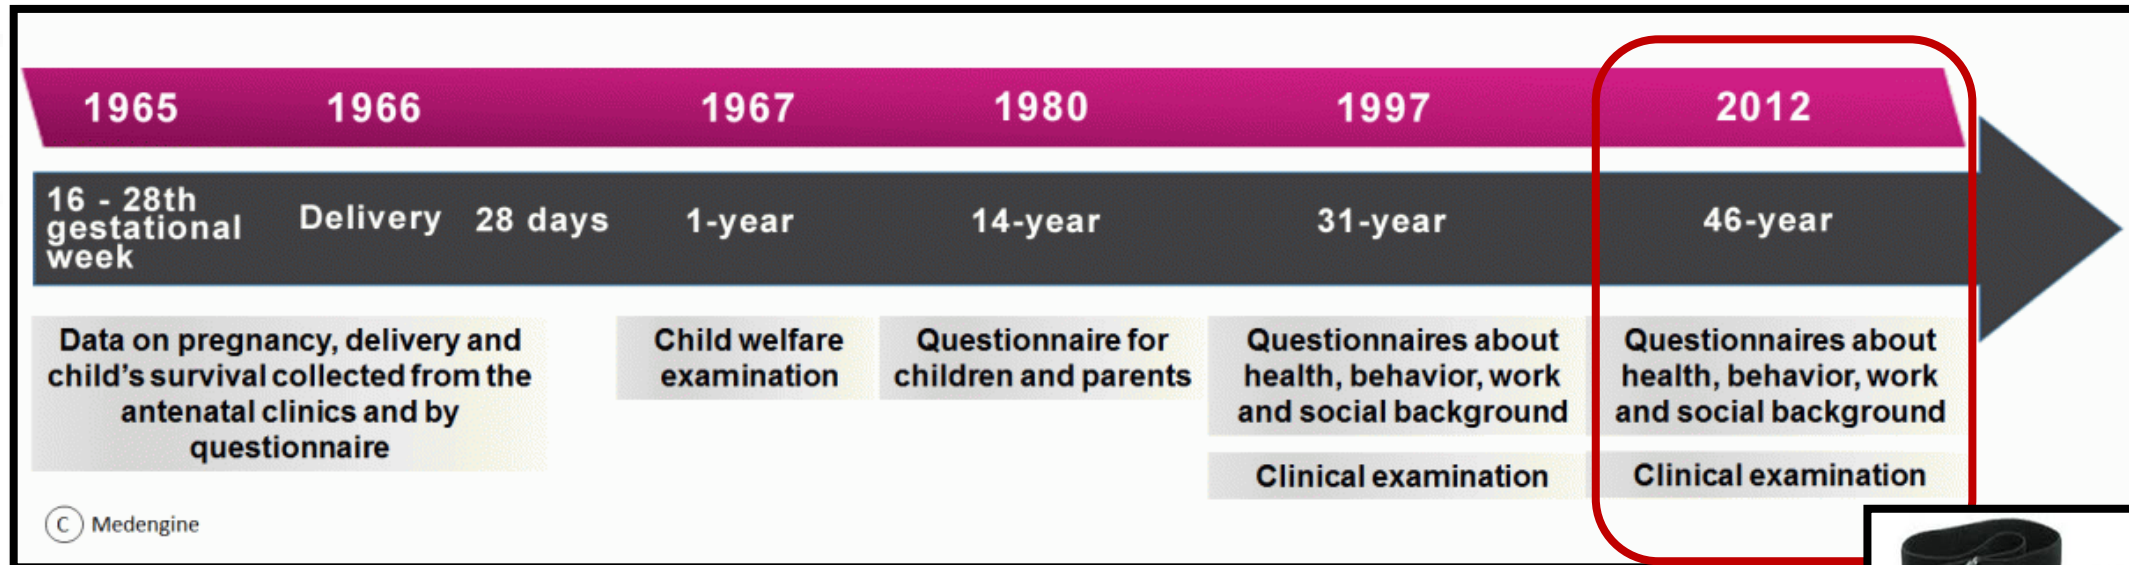 1965 1966 1967 1980 1997 2012
16 - 28th
gestational
week
Delivery 28 days 1-year 14-year 31-year 46-year
Data on pregnancy, delivery and
child's survival collected from the
antenatal clinics and by
questionnaire
Child welfare
examination
Questionnaire for
children and parents
Questionnaires about
health, behavior, work
and social background
Clinical examination
Questionnaires about
health, behavior, work
and social background
Clinical examination
C Medengine